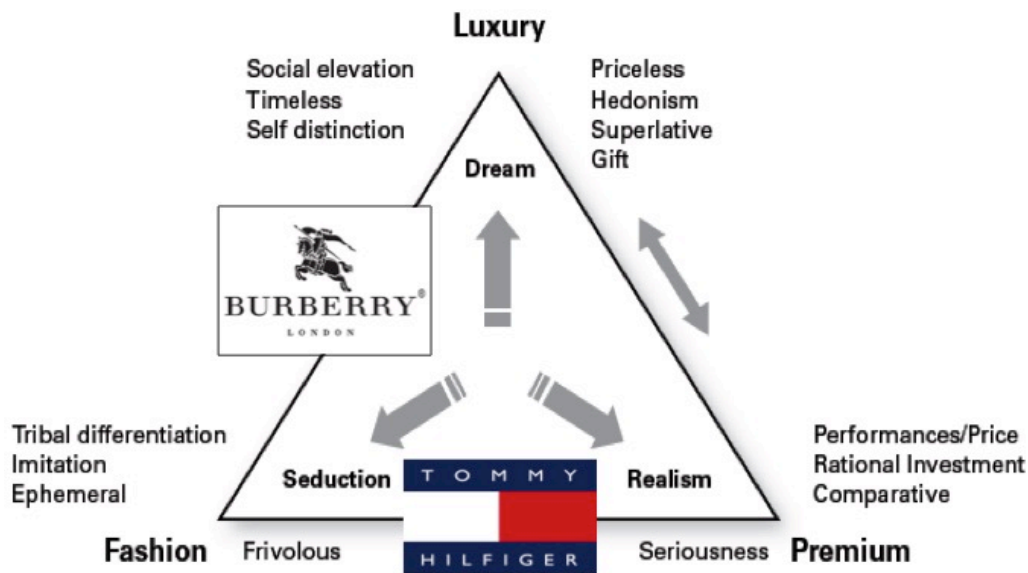 Luxury
Social elevation
Timeless
Self distinction
Priceless
Hedonism
Superlative
Gift
Dream
BURBERRY®
LONDON
Tribal differentiation
Imitation
Ephemeral
Seduction
TOMMY
HILFIGER
Realism
Performances/Price
Rational Investment
Comparative
Fashion
Frivolous
Seriousness
Premium